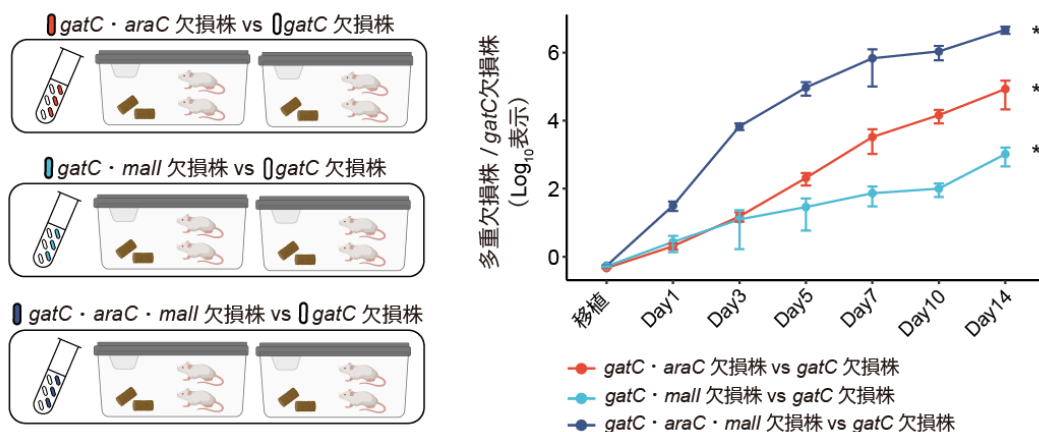 gatC・araC 欠損株 vs gatC 欠損株
gatC・malI 欠損株 vs gatC 欠損株
gatC・araC・malI 欠損株 vs gatC 欠損株
多重欠損株 / gatC欠損株
(Log10表示)
6
4
2
0
*
*
*
移植
Day1
Day3
Day5
Day7
Day10
Day14
gatC・araC 欠損株 vs gatC 欠損株
gatC・malI 欠損株 vs gatC 欠損株
gatC・araC・malI 欠損株 vs gatC 欠損株